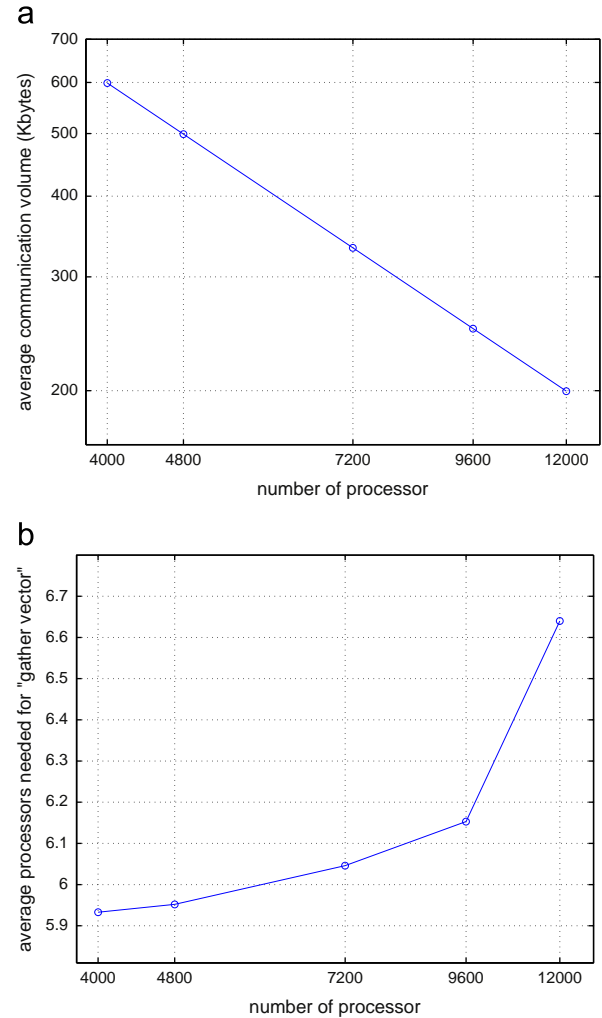 a
700
600
500
400
300
200
average communication volume (Kbytes)
4000 4800 7200 9600 12000
number of processor
b
6.7
6.6
6.5
6.4
6.3
6.2
6.1
6
5.9
average processors needed for "gather vector"
4000 4800 7200 9600 12000
number of processor